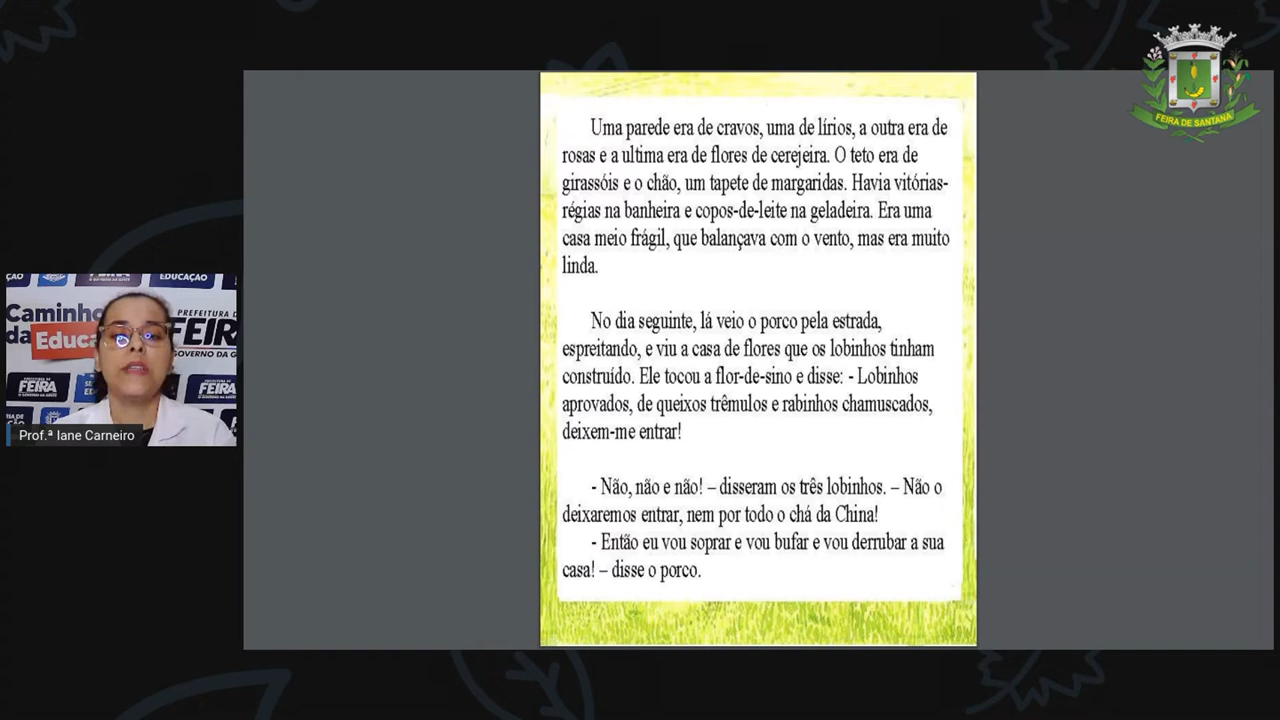 FEIRA DE SANTANA
Uma parede era de cravos, uma de lírios, a outra era de
rosas e a ultima era de flores de cerejeira. O teto era de
girassóis e o chão, um tapete de margaridas. Havia vitórias-
régias na banheira e copos-de-leite na geladeira. Era uma
casa meio frágil, que balançava com o vento, mas era muito
linda.
No dia seguinte, lá veio o porco pela estrada,
espreitando, e viu a casa de flores que os lobinhos tinham
construído. Ele tocou a flor-de-sino e disse: - Lobinhos
aprovados, de queixos trêmulos e rabinhos chamuscados,
deixem-me entrar!
- Não, não e não! – disseram os três lobinhos. – Não o
deixaremos entrar, nem por todo o chá da China!
- Então eu vou soprar e vou bufar e vou derrubar a sua
casa! – disse o porco.
EDUCAÇÃO
Caminho
da Educa
PREFEITURA D
FEIRA
GOVERNO DA G
FEIRA
FEIRA
Prof.ª Iane Carneiro